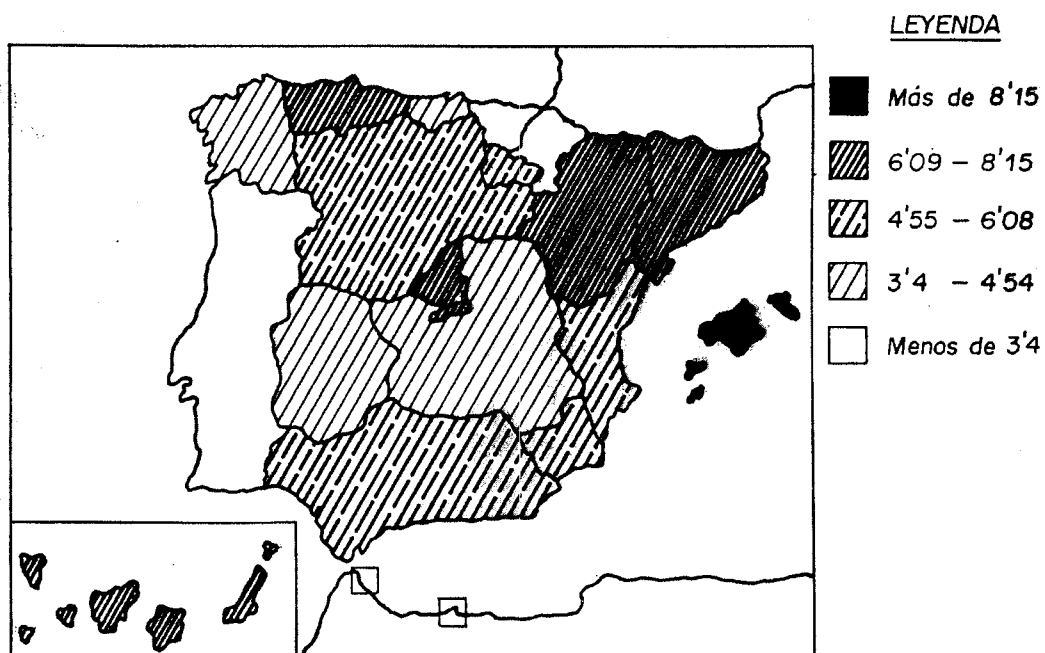 LEYENDA
Más de 8'15
6'09 - 8'15
4'55 - 6'08
3'4 - 4'54
Menos de 3'4